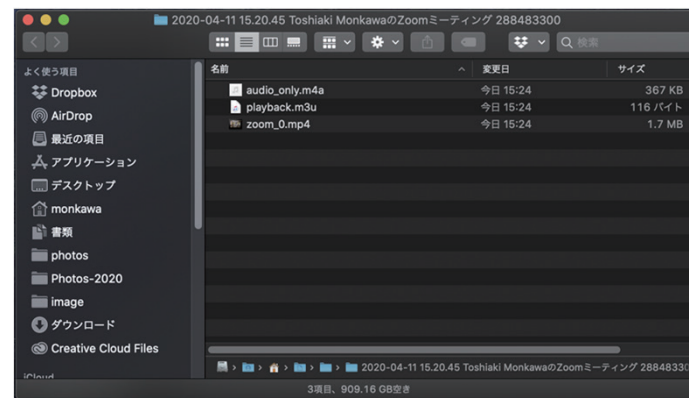 2020-04-11 15.20.45 Toshiaki MonkawaのZoomミーティング 288483300
検索
よく使う項目
Dropbox
AirDrop
最近の項目
アプリケーション
デスクトップ
monkawa
書類
photos
Photos-2020
image
ダウンロード
Creative Cloud Files
iCloud
名前 変更日 サイズ
audio_only.m4a 今日 15:24 367 KB
playback.m3u 今日 15:24 116 バイト
zoom_0.mp4 今日 15:24 1.7 MB
2020-04-11 15.20.45 Toshiaki MonkawaのZoomミーティング 28848330
3項目、909.16 GB空き